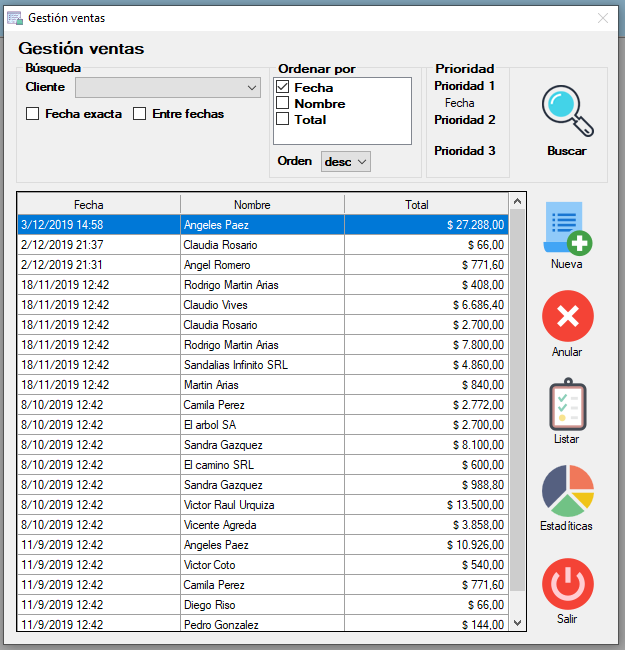 Gestión ventas
Gestión ventas
Búsqueda
Cliente
Fecha exacta
Entre fechas
Ordenar por
Fecha
Nombre
Total
Orden desc
Prioridad
Prioridad 1
Fecha
Prioridad 2
Prioridad 3
Buscar
Fecha Nombre Total
3/12/2019 14:58 Angeles Paez $ 27.288,00
2/12/2019 21:37 Claudia Rosario $ 66,00
2/12/2019 21:31 Angel Romero $ 771,60
18/11/2019 12:42 Rodrigo Martin Arias $ 408,00
18/11/2019 12:42 Claudio Vives $ 6.686,40
18/11/2019 12:42 Claudia Rosario $ 2.700,00
18/11/2019 12:42 Rodrigo Martin Arias $ 7.800,00
18/11/2019 12:42 Sandalias Infinito SRL $ 4.860,00
18/11/2019 12:42 Martin Arias $ 840,00
8/10/2019 12:42 Camila Perez $ 2.772,00
8/10/2019 12:42 El arbol SA $ 2.700,00
8/10/2019 12:42 Sandra Gazquez $ 8.100,00
8/10/2019 12:42 El camino SRL $ 600,00
8/10/2019 12:42 Sandra Gazquez $ 988,80
8/10/2019 12:42 Victor Raul Urquiza $ 13.500,00
8/10/2019 12:42 Vicente Agreda $ 3.858,00
11/9/2019 12:42 Angeles Paez $ 10.926,00
11/9/2019 12:42 Victor Coto $ 540,00
11/9/2019 12:42 Camila Perez $ 771,60
11/9/2019 12:42 Diego Riso $ 66,00
11/9/2019 12:42 Pedro Gonzalez $ 144,00
Nueva
Anular
Listar
Estadíticas
Salir